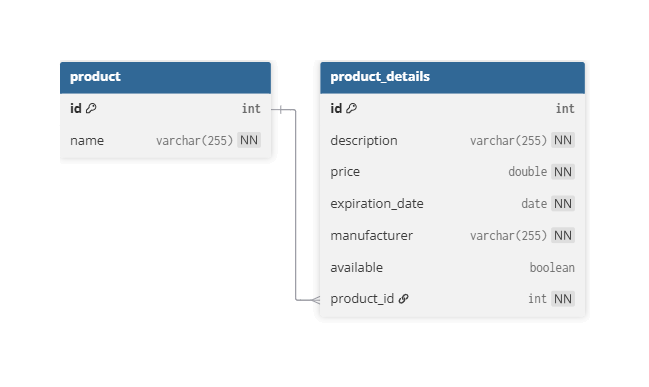 product
id int
name varchar(255) NN
product_details
id int
description varchar(255) NN
price double NN
expiration_date date NN
manufacturer varchar(255) NN
available boolean
product_id int NN